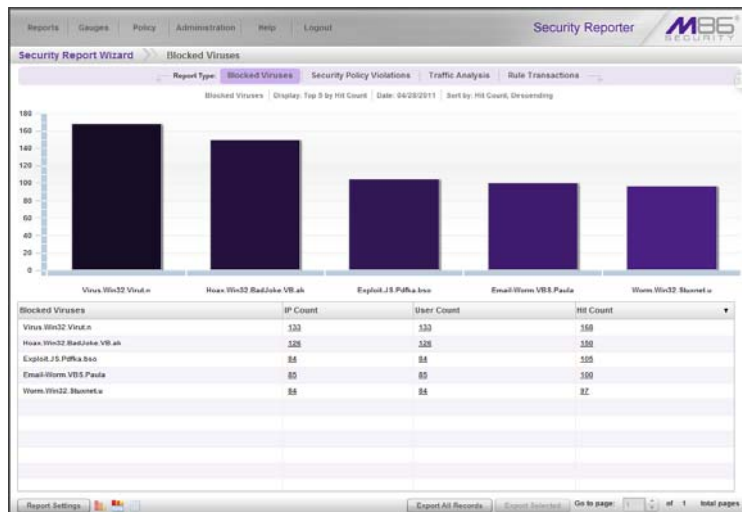 Reports Gauges Policy Administration Help Logout
Security Reporter
M86
SECURITY
Security Report Wizard Blocked Viruses
Report Type: Blocked Viruses Security Policy Violations Traffic Analysis Rule Transactions
Blocked Viruses Display: Top 5 by Hit Count Date: 04/28/2011 Sort by: Hit Count, Descending
180
160
140
120
100
80
60
40
20
0
Virus.Win32.Virut.n Hoax.Win32.BadJoke.VB.ak Exploit.JS.Pdfka.bso Email-Worm.VBS.Paula Worm.Win32.Stuxnet.u
Blocked Viruses IP Count User Count Hit Count
Virus.Win32.Virut.n 133 133 168
Hoax.Win32.BadJoke.VB.ak 126 126 150
Exploit.JS.Pdfka.bso 84 84 105
Email-Worm.VBS.Paula 85 85 100
Worm.Win32.Stuxnet.u 84 84 97
Report Settings Export All Records Export Selected Go to page: 1 of 1 total pages